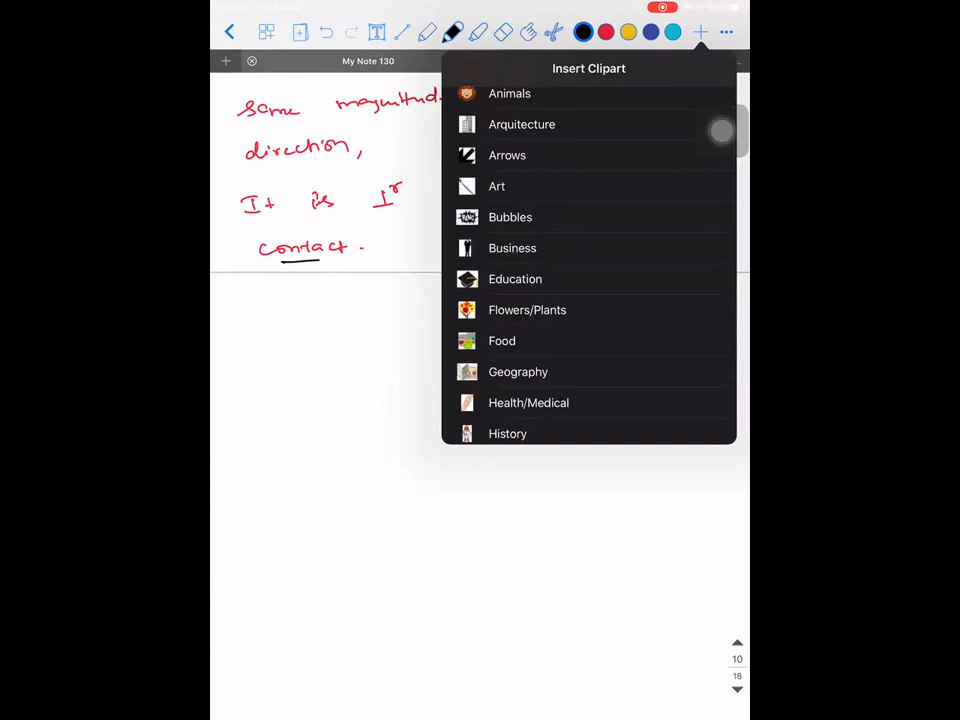 My Note 130
Insert Clipart
Animals
Arquitecture
Arrows
Art
Bubbles
Business
Education
Flowers/Plants
Food
Geography
Health/Medical
History
same magnitud
direction,
It is ⊥r
contact.
10
18